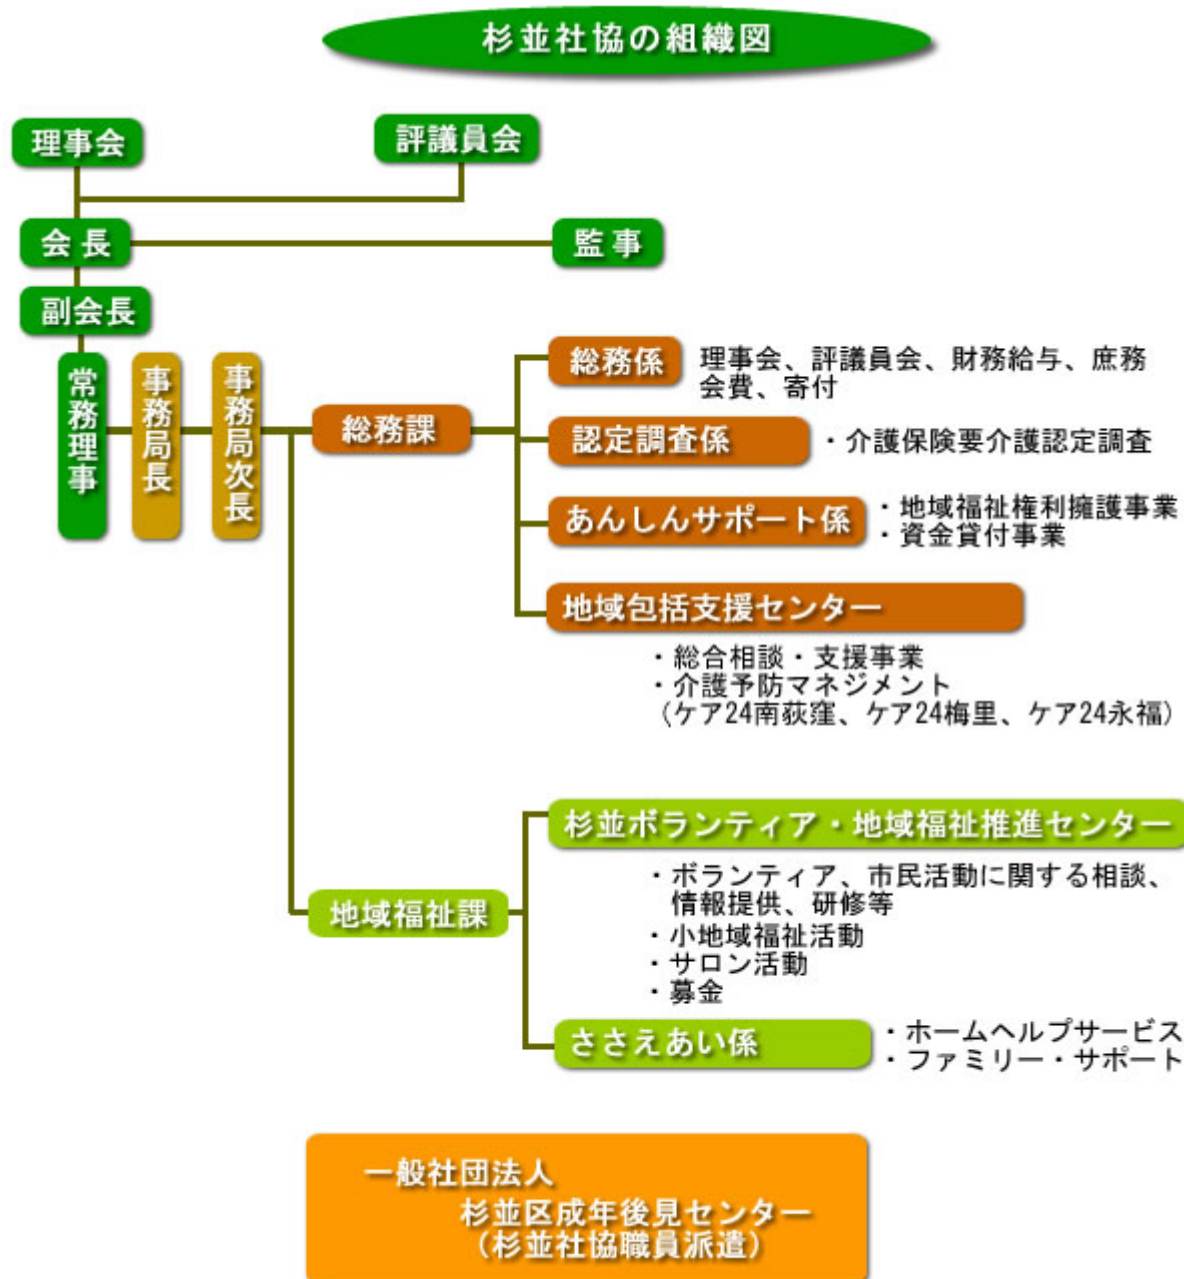 杉並社協の組織図
理事会
評議員会
会長
監事
副会長
常務理事
事務局長
事務局次長
総務課
総務係
理事会、評議員会、財務給与、庶務
会費、寄付
認定調査係
・介護保険要介護認定調査
あんしんサポート係
・地域福祉権利擁護事業
・資金貸付事業
地域包括支援センター
・総合相談・支援事業
・介護予防マネジメント
(ケア24南荻窪、ケア24梅里、ケア24永福)
地域福祉課
杉並ボランティア・地域福祉推進センター
・ボランティア、市民活動に関する相談、
情報提供、研修等
・小地域福祉活動
・サロン活動
・募金
ささえあい係
・ホームヘルプサービス
・ファミリー・サポート
一般社団法人
杉並区成年後見センター
(杉並社協職員派遣)